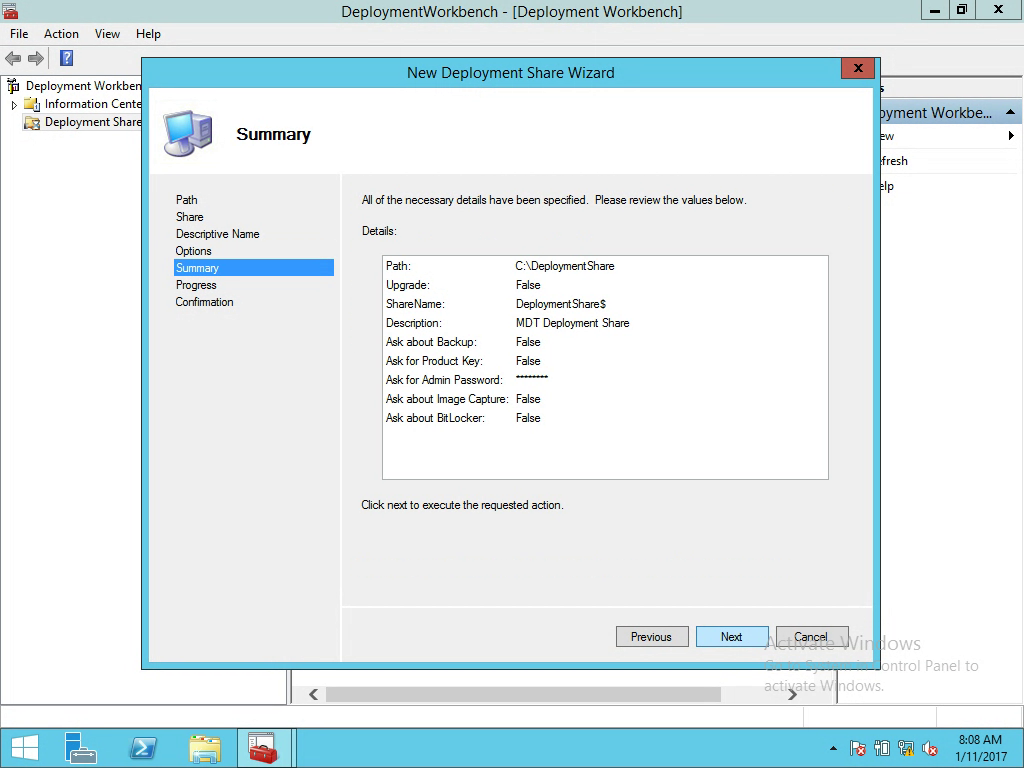 DeploymentWorkbench - [Deployment Workbench]
File Action View Help
Deployment Workben
Information Cente
Deployment Share
New Deployment Share Wizard
x
Summary
Path
Share
Descriptive Name
Options
Summary
Progress
Confirmation
All of the necessary details have been specified. Please review the values below.
Details:
Path: C:\DeploymentShare
Upgrade: False
ShareName: DeploymentShare$
Description: MDT Deployment Share
Ask about Backup: False
Ask for Product Key: False
Ask for Admin Password: ********
Ask about Image Capture: False
Ask about BitLocker: False
Click next to execute the requested action.
Previous Next Cancel
s
oyment Workbe...
ew
efresh
elp
Activate Windows
Go to System in Control Panel to
activate Windows.
8:08 AM
1/11/2017